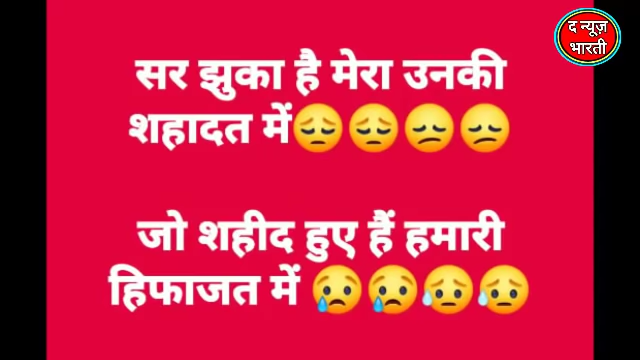 द न्यूज़
भारती
सर झुका है मेरा उनकी
शहादत में😔😔😞😞
जो शहीद हुए हैं हमारी
हिफाजत में 😢😢😥😥